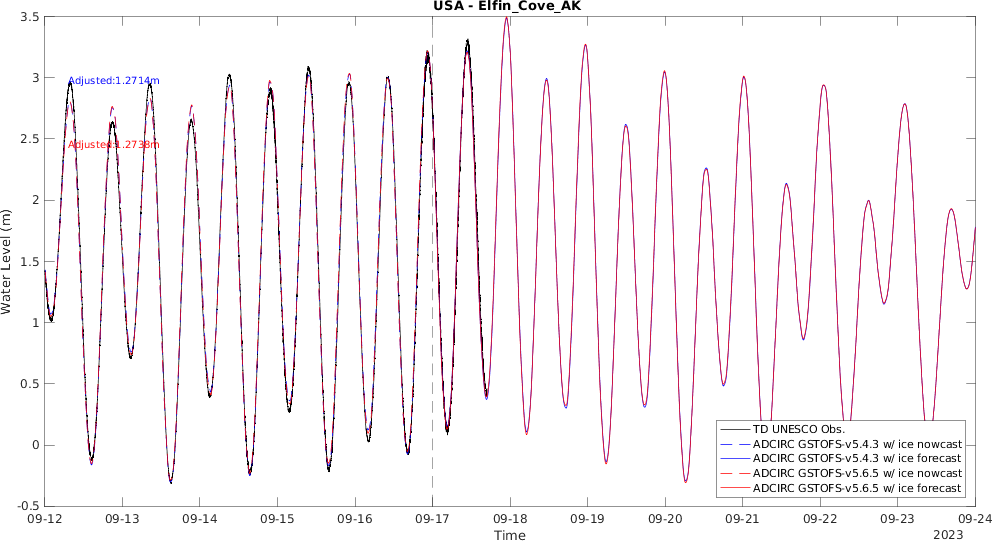 USA - Elfin_Cove_AK
3.5
3
2.5
2
1.5
1
0.5
0
-0.5
Water Level (m)
Adjusted:1.2714m
Adjusted:1.2738m
TD UNESCO Obs.
ADCIRC GSTOFS-v5.4.3 w/ ice nowcast
ADCIRC GSTOFS-v5.4.3 w/ ice forecast
ADCIRC GSTOFS-v5.6.5 w/ ice nowcast
ADCIRC GSTOFS-v5.6.5 w/ ice forecast
09-12 09-13 09-14 09-15 09-16 09-17 09-18 09-19 09-20 09-21 09-22 09-23 09-24
Time
2023